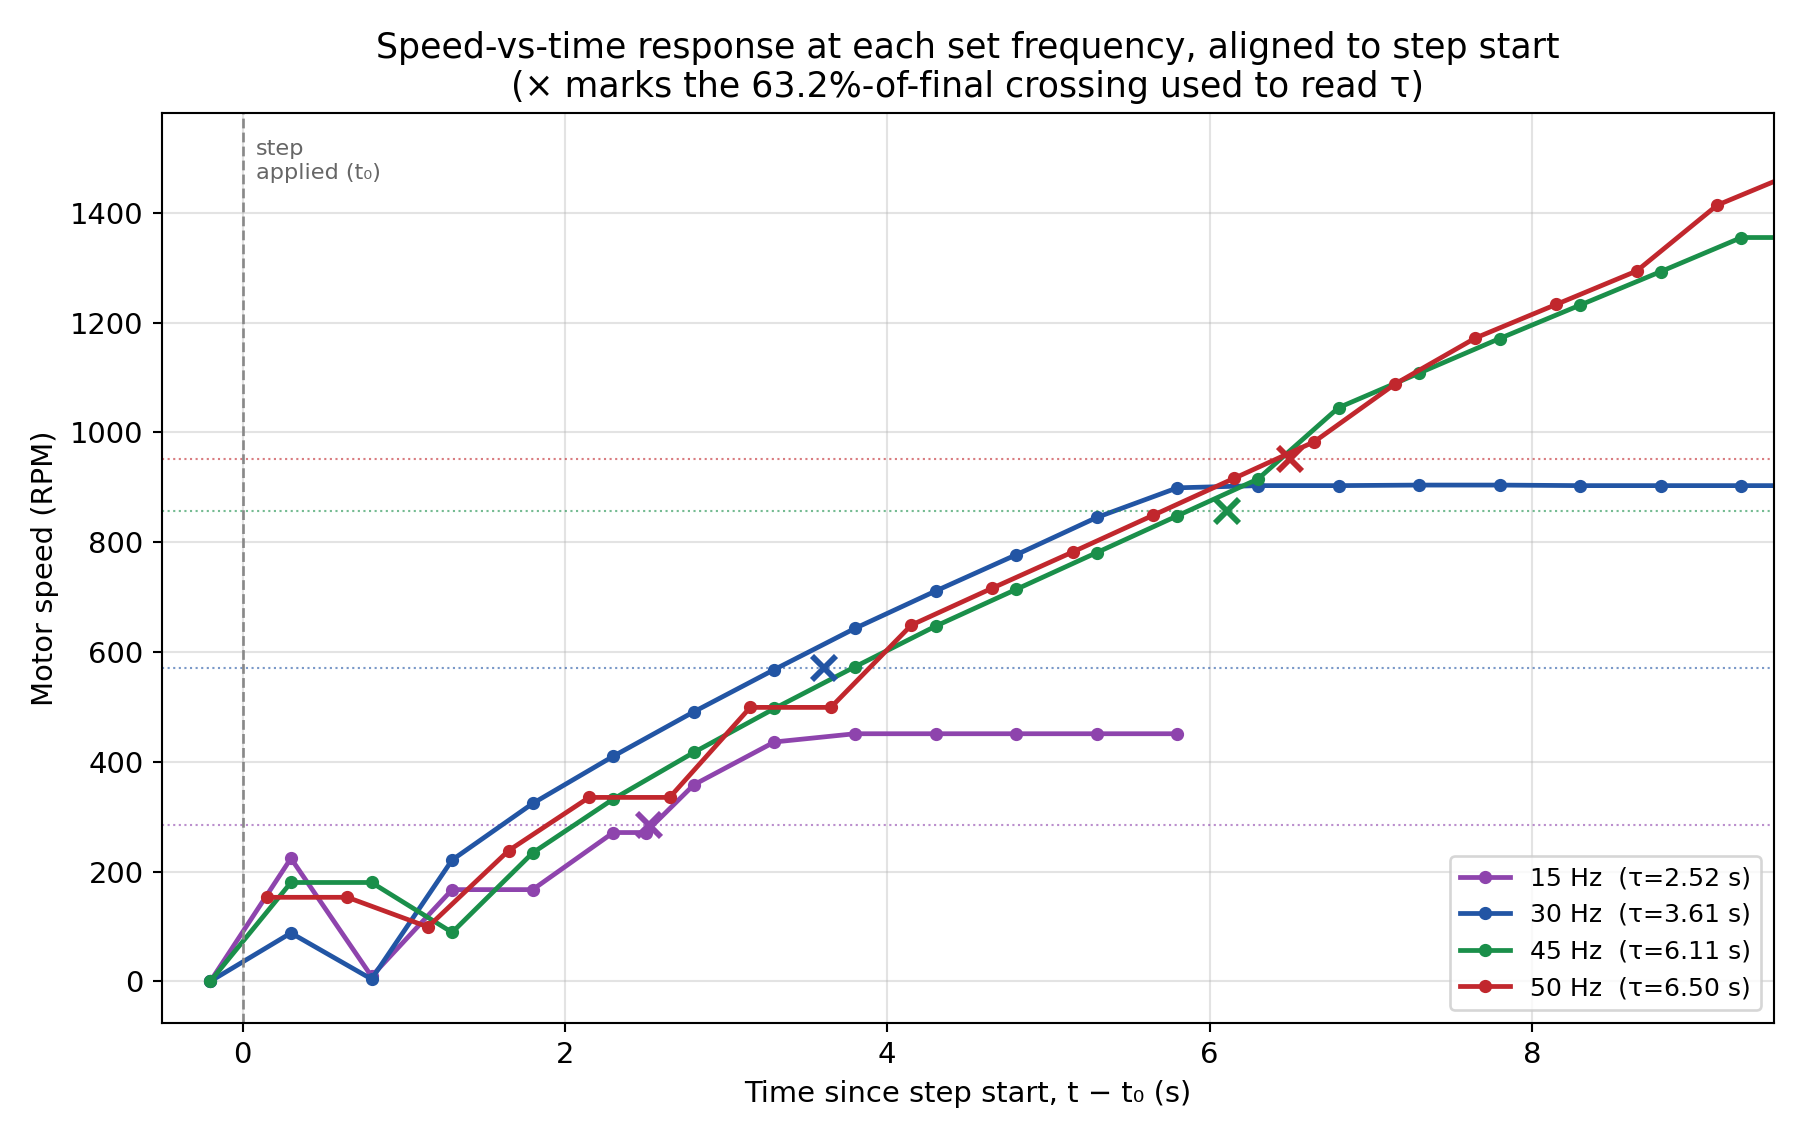 Speed-vs-time response at each set frequency, aligned to step start
(× marks the 63.2%-of-final crossing used to read τ)
step
applied (t₀)
1400
1200
1000
800
600
400
200
0
Motor speed (RPM)
15 Hz (τ=2.52 s)
30 Hz (τ=3.61 s)
45 Hz (τ=6.11 s)
50 Hz (τ=6.50 s)
0 2 4 6 8
Time since step start, t − t₀ (s)